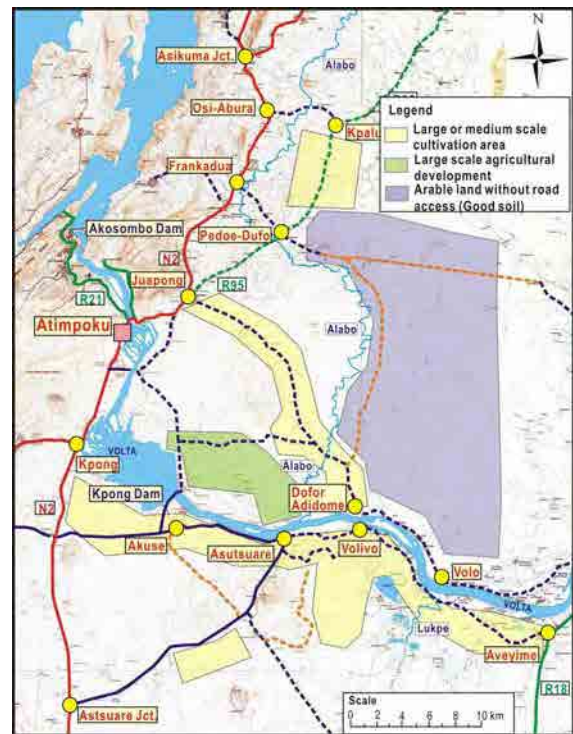 N
Asikuma Jct.
Alabo
Osi-Abura
Kpalu
Legend
Large or medium scale
cultivation area
Large scale agricultural
development
Arable land without road
access (Good soil)
Frankadua
Akosombo Dam
Pedoe-Dufo
N2
Juapong
R95
R21
Atimpoku
Alabo
VOLTA
Kpong
Alabo
Kpong Dam
Dofor
Adidome
N2
Akuse
Asutsuare
Volivo
Volo
VOLTA
Lukpe
Aveyime
R18
Astsuare Jct.
Scale
0 2 4 6 8 10 km